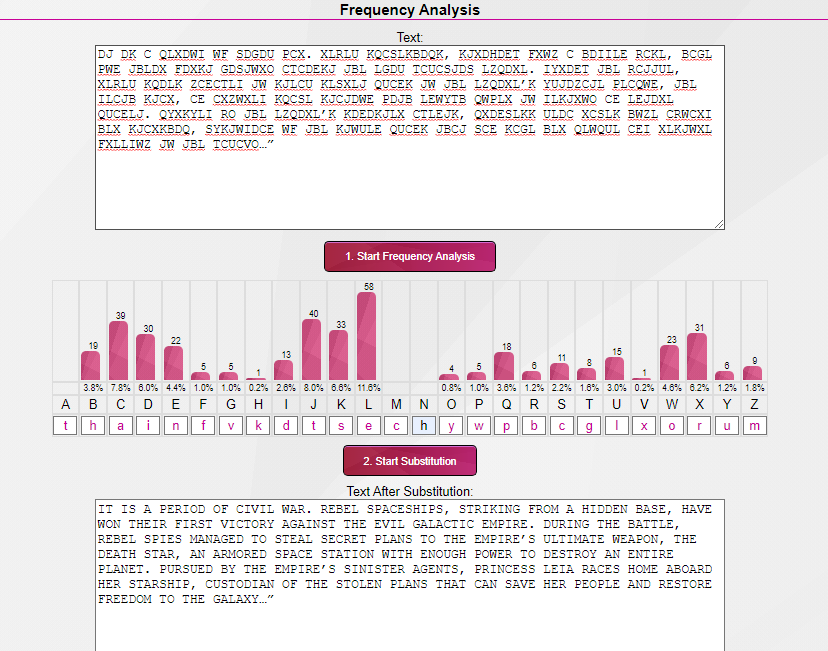 Frequency Analysis
Text:
DJ DK C QLXDWI WF SDGDU PCX. XLRLU KQCSLKBDQK, KJXDHDET FXWZ C BDIILE RCKL, BCGL
PWE JBLDX FDXKJ GDSJWXO CTCDEKJ JBL LGDU TCUCSJDS LZQDXL. IYXDET JBL RCJJUL,
XLRLU KQDLK ZCECTLI JW KJLCU KLSXLJ QUCEK JW JBL LZQDXL’K YUJDZCJL PLCQWE, JBL
ILCJB KJCX, CE CXZWXLI KQCSL KJCJDWE PDJB LEWYTB QWPLX JW ILKJXWO CE LEJDXL
QUCELJ. QYXKYLI RO JBL LZQDXL’K KDEDKJLX CTLEJK, QXDESLKK ULDC XCSLK BWZL CRWCXI
BLX KJCXKBDQ, SYKJWIDCE WF JBL KJWULE QUCEK JBCJ SCE KCGL BLX QLWQUL CEI XLKJWXL
FXLLIWZ JW JBL TCUCVO…”
1. Start Frequency Analysis
19 39 30 22 5 5 1 13 40 33 58 4 5 18 6 11 8 15 1 23 31 6 9
3.8% 7.8% 6.0% 4.4% 1.0% 1.0% 0.2% 2.6% 8.0% 6.6% 11.6% 0.8% 1.0% 3.6% 1.2% 2.2% 1.6% 3.0% 0.2% 4.6% 6.2% 1.2% 1.8%
A B C D E F G H I J K L M N O P Q R S T U V W X Y Z
t h a i n f v k d t s e c h y w p b c g l x o r u m
2. Start Substitution
Text After Substitution:
IT IS A PERIOD OF CIVIL WAR. REBEL SPACESHIPS, STRIKING FROM A HIDDEN BASE, HAVE
WON THEIR FIRST VICTORY AGAINST THE EVIL GALACTIC EMPIRE. DURING THE BATTLE,
REBEL SPIES MANAGED TO STEAL SECRET PLANS TO THE EMPIRE’S ULTIMATE WEAPON, THE
DEATH STAR, AN ARMORED SPACE STATION WITH ENOUGH POWER TO DESTROY AN ENTIRE
PLANET. PURSUED BY THE EMPIRE’S SINISTER AGENTS, PRINCESS LEIA RACES HOME ABOARD
HER STARSHIP, CUSTODIAN OF THE STOLEN PLANS THAT CAN SAVE HER PEOPLE AND RESTORE
FREEDOM TO THE GALAXY…”